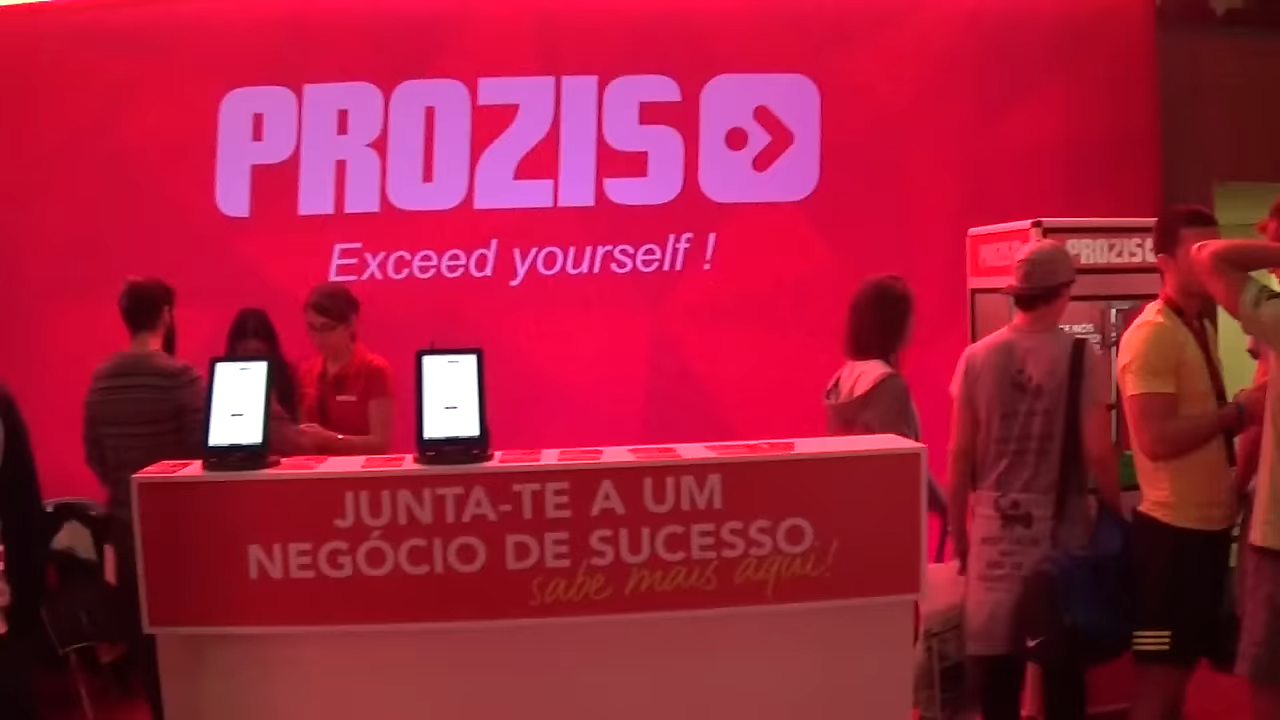 PROZIS
Exceed yourself !
PROZIS
PROZIS
JUNTA-TE A UM
NEGÓCIO DE SUCESSO
sabe mais aqui!